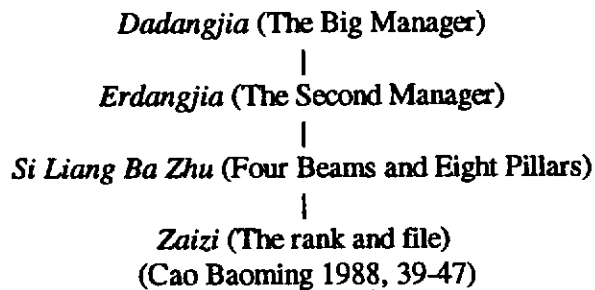 Dadangjia (The Big Manager)
Erdangjia (The Second Manager)
Si Liang Ba Zhu (Four Beams and Eight Pillars)
Zaizi (The rank and file)
(Cao Baoming 1988, 39-47)